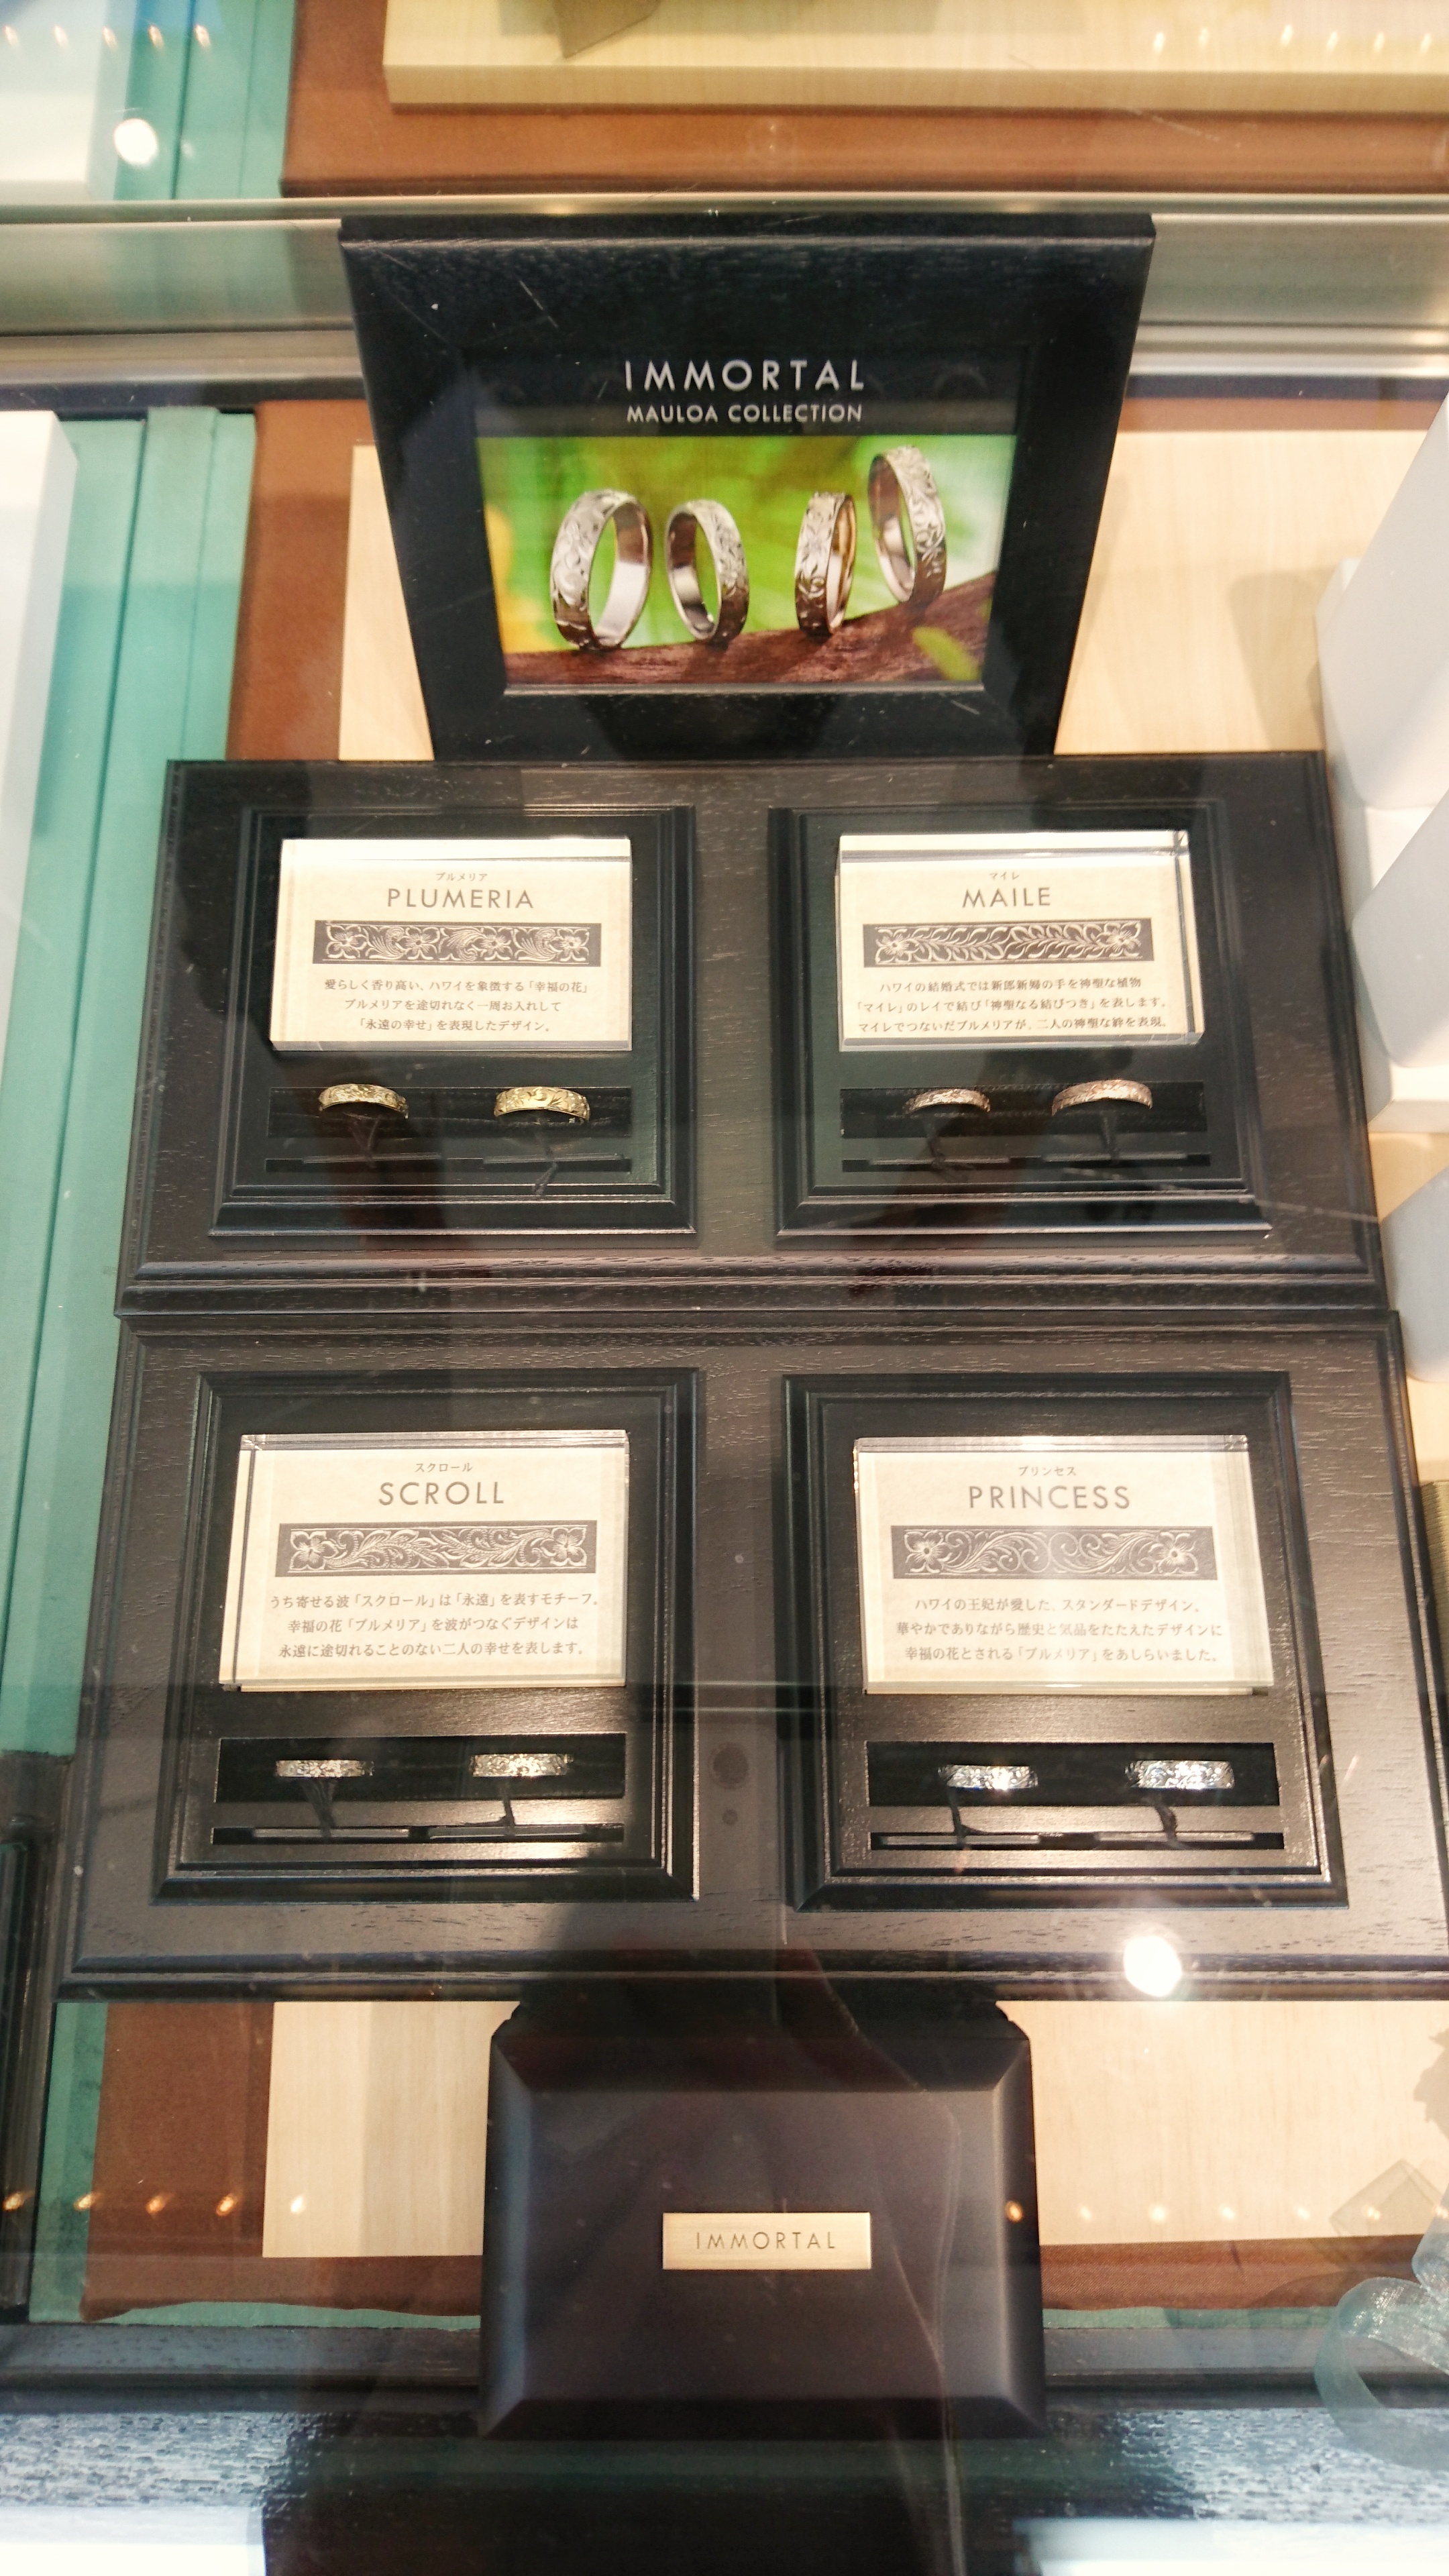 IMMORTAL
MAULOA COLLECTION
プルメリア
PLUMERIA
愛らしく香り高い、ハワイを象徴する「幸福の花」
プルメリアを途切れなく一周お入れして
「永遠の幸せ」を表現したデザイン。
マイレ
MAILE
ハワイの結婚式では新郎新婦の手を神聖な植物
「マイレ」のレイで結び「神聖なる結びつき」を表します。
マイレでつないだプルメリアが、二人の神聖な絆を表現。
スクロール
SCROLL
うち寄せる波「スクロール」は「永遠」を表すモチーフ。
幸福の花「プルメリア」を波がつなぐデザインは
永遠に途切れることのない二人の幸せを表します。
プリンセス
PRINCESS
ハワイの王妃が愛した、スタンダードデザイン。
華やかでありながら歴史と気品をたたえたデザインに
幸福の花とされる「プルメリア」をあしらいました。
IMMORTAL